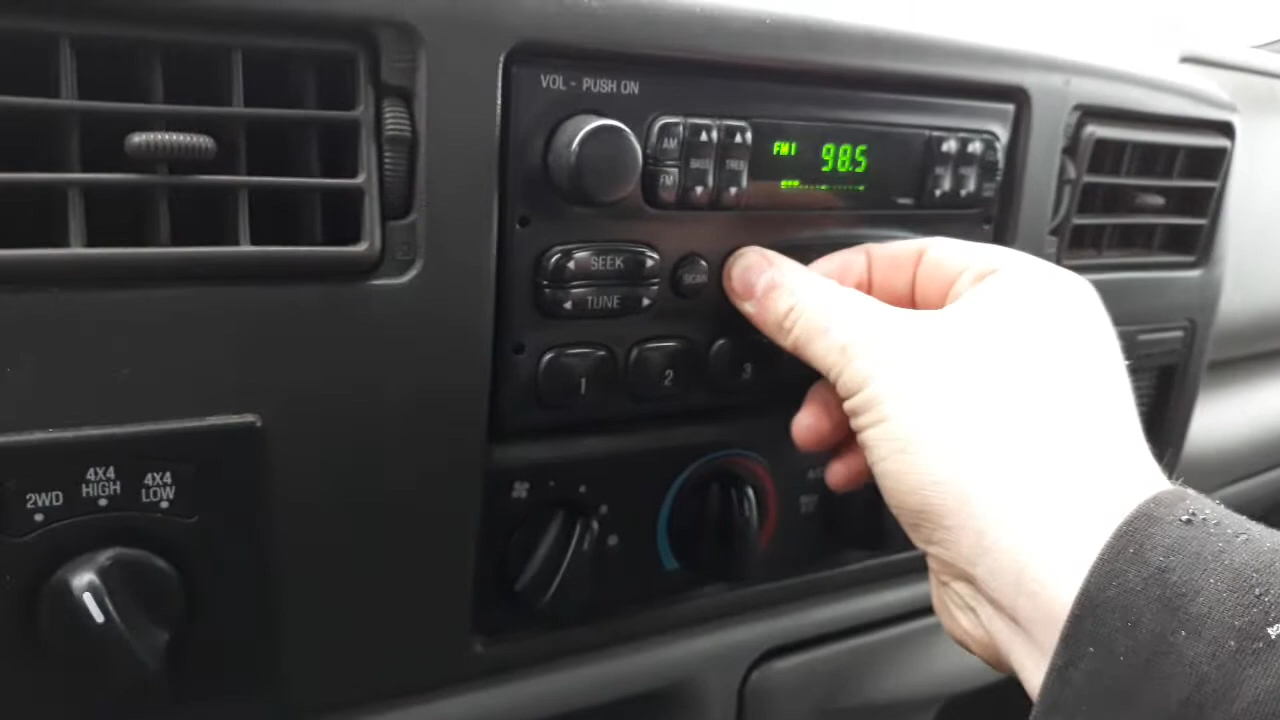 VOL - PUSH ON
AM
BASS
TREB
FM
FM1 98.5
SEEK
SCAN
TUNE
1 2 3
2WD 4X4 HIGH 4X4 LOW